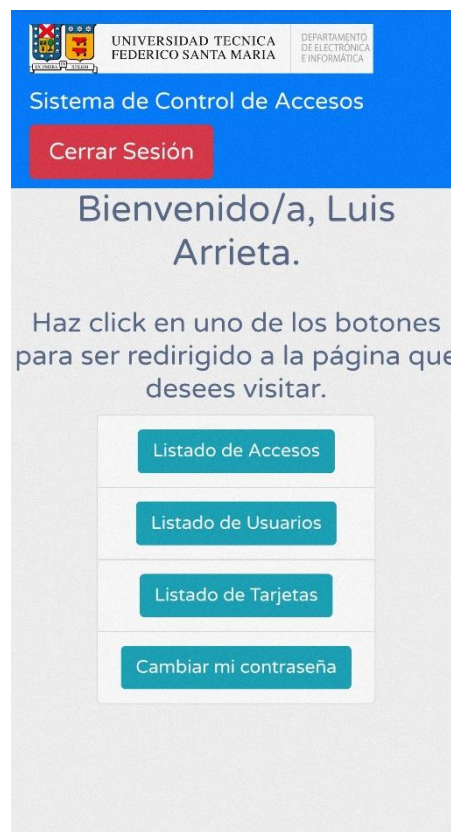 UNIVERSIDAD TECNICA
FEDERICO SANTA MARIA
DEPARTAMENTO
DE ELECTRÓNICA
E INFORMÁTICA
Sistema de Control de Accesos
Cerrar Sesión
Bienvenido/a, Luis
Arrieta.
Haz click en uno de los botones
para ser redirigido a la página que
desees visitar.
Listado de Accesos
Listado de Usuarios
Listado de Tarjetas
Cambiar mi contraseña